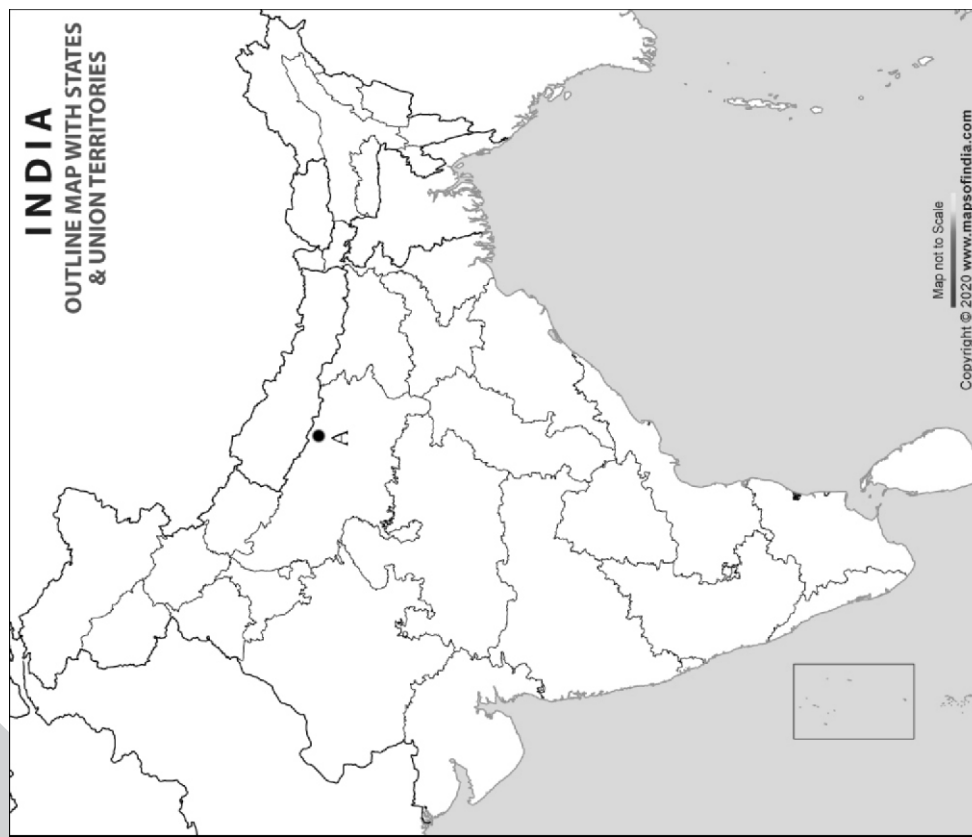 INDIA
OUTLINE MAP WITH STATES
& UNION TERRITORIES
A
Map not to Scale
Copyright © 2020 www.mapsofindia.com